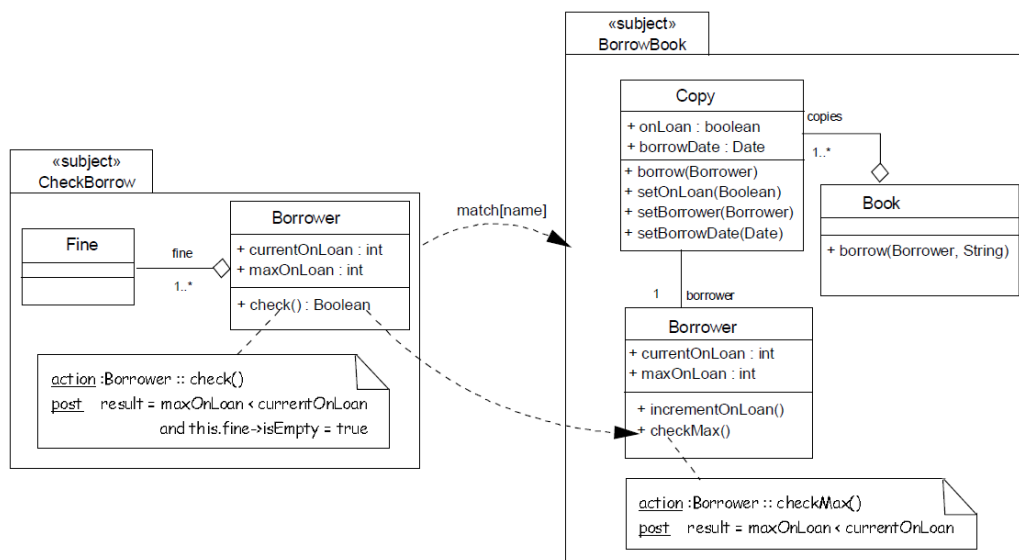 «subject»
CheckBorrow
Fine
fine
1..*
Borrower
+ currentOnLoan : int
+ maxOnLoan : int
+ check() : Boolean
action :Borrower :: check()
post result = maxOnLoan < currentOnLoan
and this.fine->isEmpty = true
match[name]
«subject»
BorrowBook
Copy
+ onLoan : boolean
+ borrowDate : Date
+ borrow(Borrower)
+ setOnLoan(Boolean)
+ setBorrower(Borrower)
+ setBorrowDate(Date)
copies
1..*
Book
+ borrow(Borrower, String)
1 borrower
Borrower
+ currentOnLoan : int
+ maxOnLoan : int
+ incrementOnLoan()
+ checkMax()
action :Borrower :: checkMax()
post result = maxOnLoan < currentOnLoan